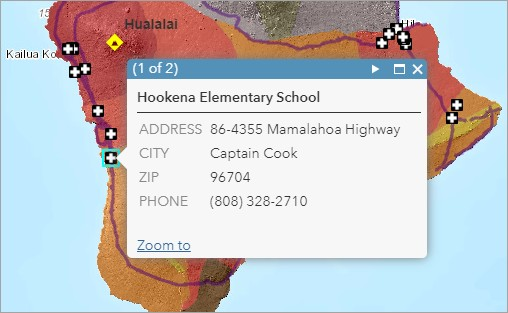 Hualalai
Kailua Ko
Hil
(1 of 2)
Hookena Elementary School
ADDRESS 86-4355 Mamalahoa Highway
CITY Captain Cook
ZIP 96704
PHONE (808) 328-2710
Zoom to